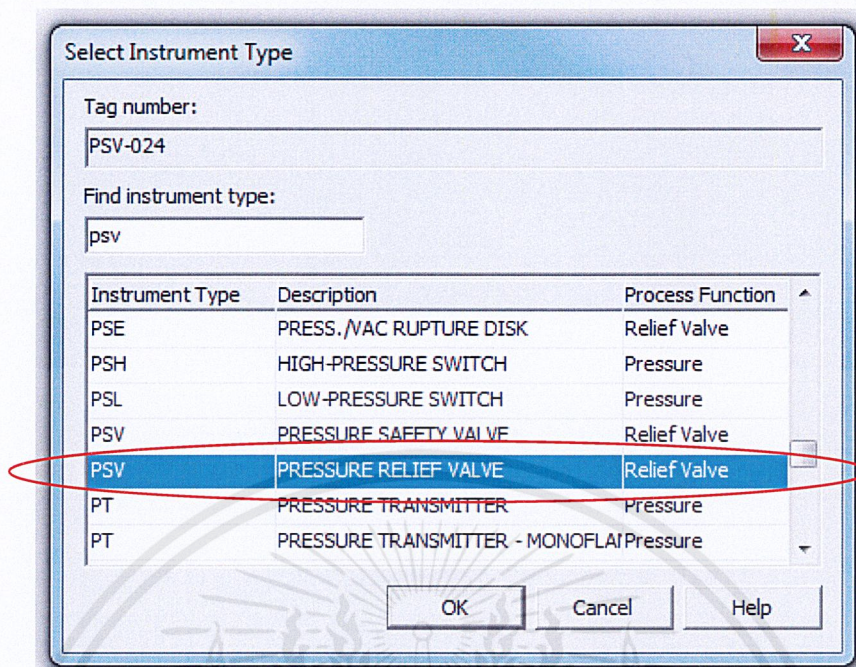 Select Instrument Type
Tag number:
PSV-024
Find instrument type:
psv
Instrument Type Description Process Function
PSE PRESS./VAC RUPTURE DISK Relief Valve
PSH HIGH-PRESSURE SWITCH Pressure
PSL LOW-PRESSURE SWITCH Pressure
PSV PRESSURE SAFETY VALVE Relief Valve
PSV PRESSURE RELIEF VALVE Relief Valve
PT PRESSURE TRANSMITTER Pressure
PT PRESSURE TRANSMITTER - MONOFLAI Pressure
OK Cancel Help